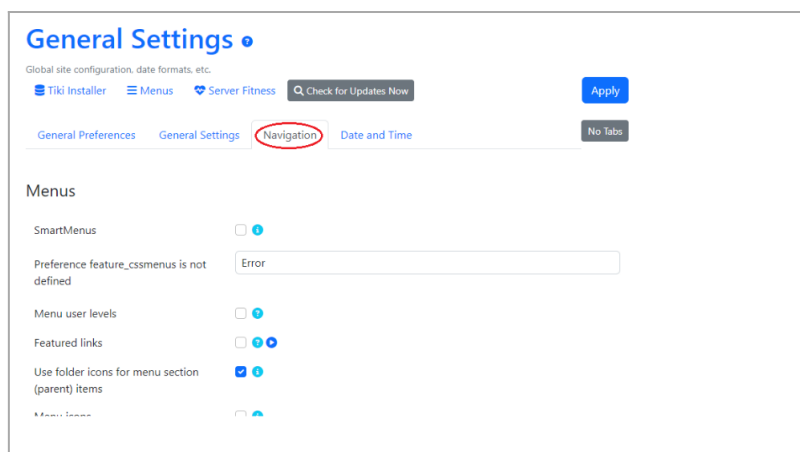 General Settings
Global site configuration, date formats, etc.
Tiki Installer Menus Server Fitness Check for Updates Now Apply
General Preferences General Settings Navigation Date and Time No Tabs
Menus
SmartMenus
Preference feature_cssmenus is not Error
defined
Menu user levels
Featured links
Use folder icons for menu section
(parent) items
Menu icons